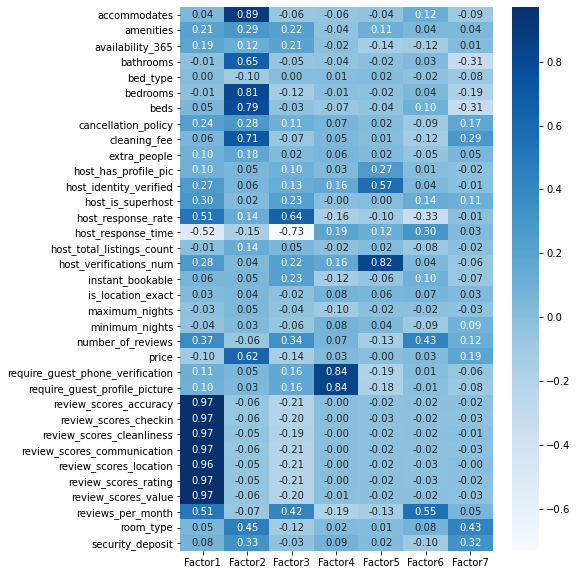 accommodates 0.04 0.89 -0.06 -0.06 -0.04 0.12 -0.09
amenities 0.21 0.29 0.22 -0.04 0.11 0.04 0.04
availability_365 0.19 0.12 0.21 -0.02 -0.14 -0.12 0.01
bathrooms -0.01 0.65 -0.05 -0.04 -0.02 0.03 -0.31
bed_type 0.00 -0.10 0.00 0.01 0.02 -0.02 -0.08
bedrooms -0.01 0.81 -0.12 -0.01 -0.02 0.04 -0.19
beds 0.05 0.79 -0.03 -0.07 -0.04 0.10 -0.31
cancellation_policy 0.24 0.28 0.11 0.07 0.02 -0.09 0.17
cleaning_fee 0.06 0.71 -0.07 0.05 0.01 -0.12 0.29
extra_people 0.10 0.18 0.02 0.06 0.02 -0.05 0.05
host_has_profile_pic 0.10 0.05 0.10 0.03 0.27 0.01 -0.02
host_identity_verified 0.27 0.06 0.13 0.16 0.57 0.04 -0.01
host_is_superhost 0.30 0.02 0.23 -0.00 0.00 0.14 0.11
host_response_rate 0.51 0.14 0.64 -0.16 -0.10 -0.33 -0.01
host_response_time -0.52 -0.15 -0.73 0.19 0.12 0.30 0.03
host_total_listings_count -0.01 0.14 0.05 -0.02 0.02 -0.08 -0.02
host_verifications_num 0.28 0.04 0.22 0.16 0.82 0.04 -0.06
instant_bookable 0.06 0.05 0.23 -0.12 -0.06 0.10 -0.07
is_location_exact 0.03 0.04 -0.02 0.08 0.06 0.07 0.03
maximum_nights -0.03 0.05 -0.04 -0.10 -0.02 -0.02 -0.03
minimum_nights -0.04 0.03 -0.06 0.08 0.04 -0.09 0.09
number_of_reviews 0.37 -0.06 0.34 0.07 -0.13 0.43 0.12
price -0.10 0.62 -0.14 0.03 -0.00 0.03 0.19
require_guest_phone_verification 0.11 0.05 0.16 0.84 -0.19 0.01 -0.06
require_guest_profile_picture 0.10 0.03 0.16 0.84 -0.18 -0.01 -0.08
review_scores_accuracy 0.97 -0.06 -0.21 -0.00 -0.02 -0.02 -0.02
review_scores_checkin 0.97 -0.06 -0.20 -0.00 -0.03 -0.02 -0.03
review_scores_cleanliness 0.97 -0.05 -0.19 -0.00 -0.02 -0.02 -0.01
review_scores_communication 0.97 -0.06 -0.21 -0.00 -0.02 -0.02 -0.03
review_scores_location 0.96 -0.05 -0.21 -0.00 -0.02 -0.03 -0.00
review_scores_rating 0.97 -0.05 -0.21 -0.00 -0.02 -0.02 -0.03
review_scores_value 0.97 -0.06 -0.20 -0.01 -0.02 -0.02 -0.03
reviews_per_month 0.51 -0.07 0.42 -0.19 -0.13 0.55 0.05
room_type 0.05 0.45 -0.12 0.02 0.01 0.08 0.43
security_deposit 0.08 0.33 -0.03 0.09 0.04 -0.10 0.32
Factor1 Factor2 Factor3 Factor4 Factor5 Factor6 Factor7
0.8
0.6
0.4
0.2
0.0
-0.2
-0.4
-0.6